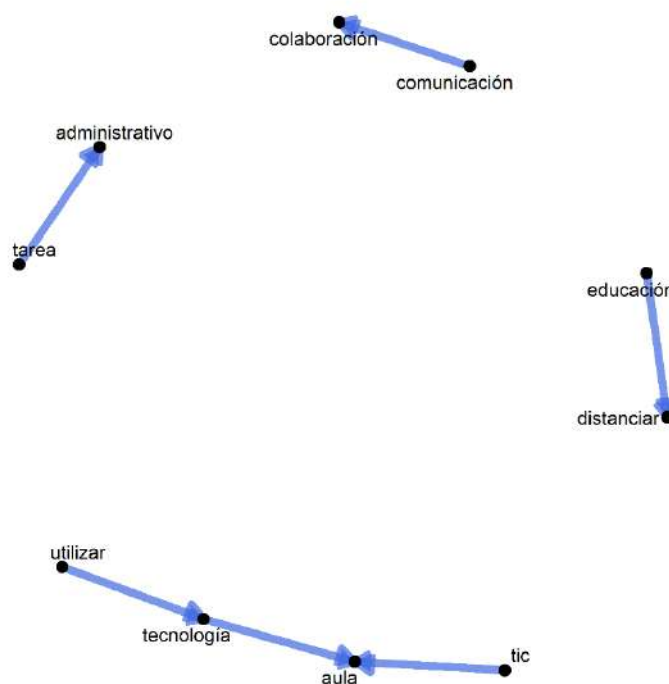 colaboración
comunicación
administrativo
tarea
educación
distanciar
utilizar
tecnología
tic
aula